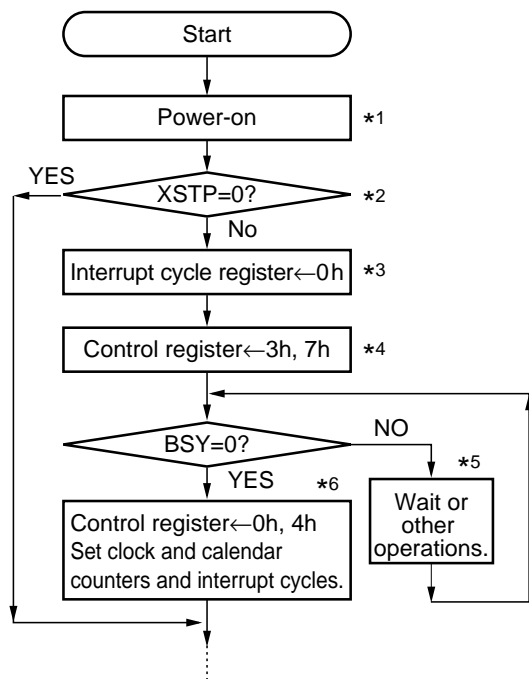 Start
Power-on
*1
YES
XSTP=0?
*2
No
Interrupt cycle register←0h
*3
Control register←3h, 7h
*4
BSY=0?
NO
YES
*6
*5
Control register←0h, 4h
Set clock and calendar
counters and interrupt cycles.
Wait or
other
operations.